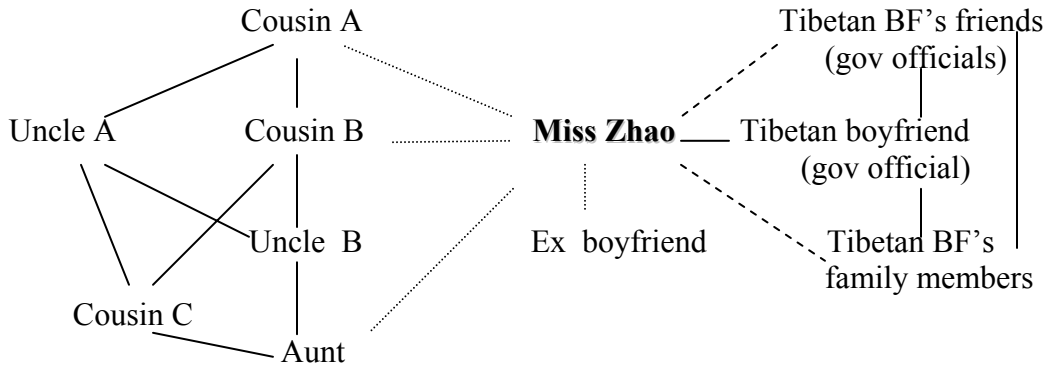 Cousin A
Tibetan BF’s friends
(gov officials)
Uncle A
Cousin B
Miss Zhao
Tibetan boyfriend
(gov official)
Uncle B
Ex boyfriend
Tibetan BF’s
family members
Cousin C
Aunt